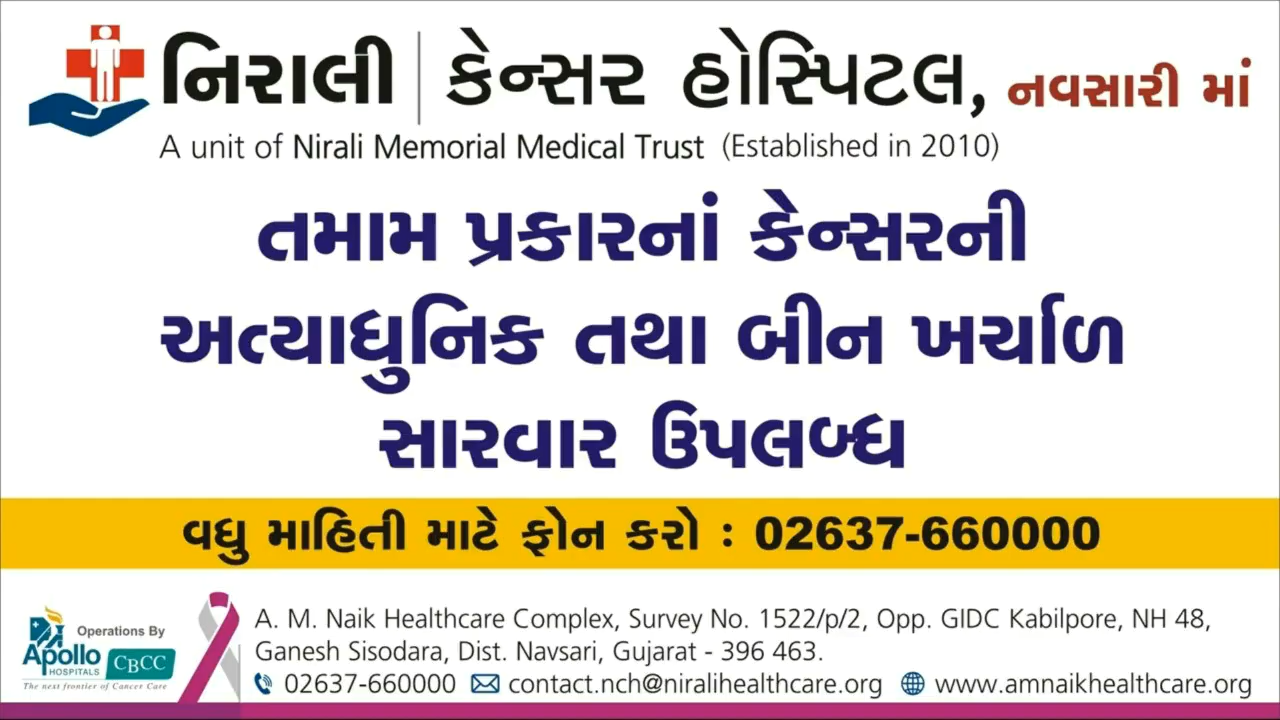 નિરાલી | કેન્સર હોસ્પિટલ, નવસારી માં
A unit of Nirali Memorial Medical Trust (Established in 2010)
તમામ પ્રકારનાં કેન્સરની
અત્યાધુનિક તથા બીન ખર્ચાળ
સારવાર ઉપલબ્ધ
વધુ માહિતી માટે ફોન કરો : 02637-660000
Operations By
Apollo
HOSPITALS
CBCC
The next frontier of Cancer Care
A. M. Naik Healthcare Complex, Survey No. 1522/p/2, Opp. GIDC Kabilpore, NH 48,
Ganesh Sisodara, Dist. Navsari, Gujarat - 396 463.
02637-660000 contact.nch@niralihealthcare.org www.amnaikhealthcare.org